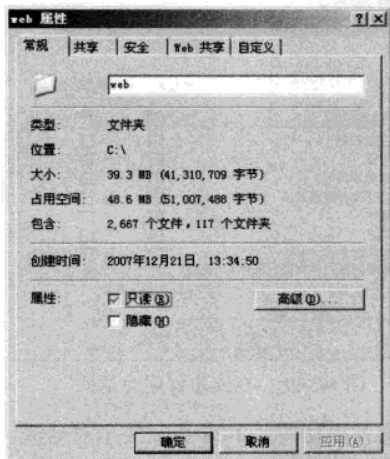 web 属性
常规 共享 安全 Web 共享 自定义
web
类型: 文件夹
位置: C:\
大小: 39.3 MB (41,310,709 字节)
占用空间: 48.6 MB (51,007,488 字节)
包含: 2,667 个文件，117 个文件夹
创建时间: 2007年12月21日, 13:34:50
属性: 只读(R) 高级(D)...
隐藏(H)
确定 取消 应用(A)